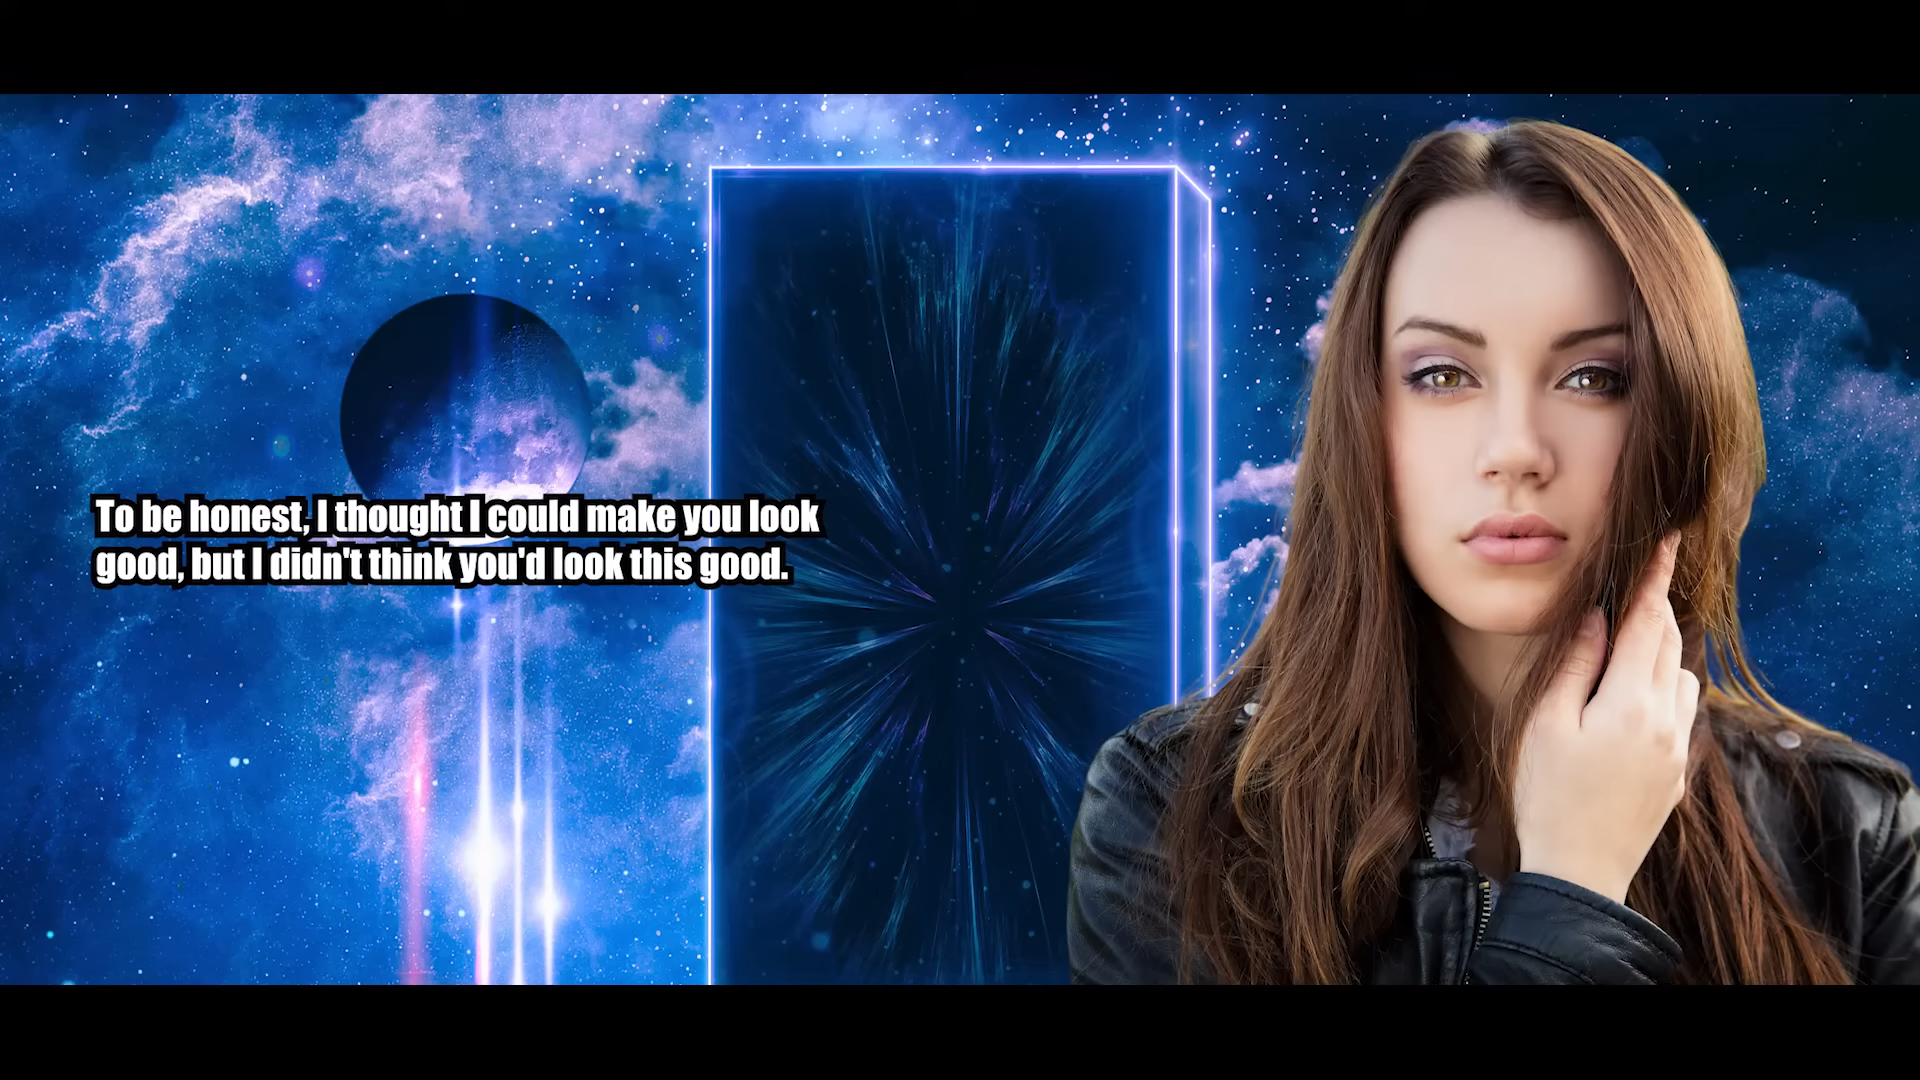 To be honest, I thought I could make you look
good, but I didn't think you'd look this good.